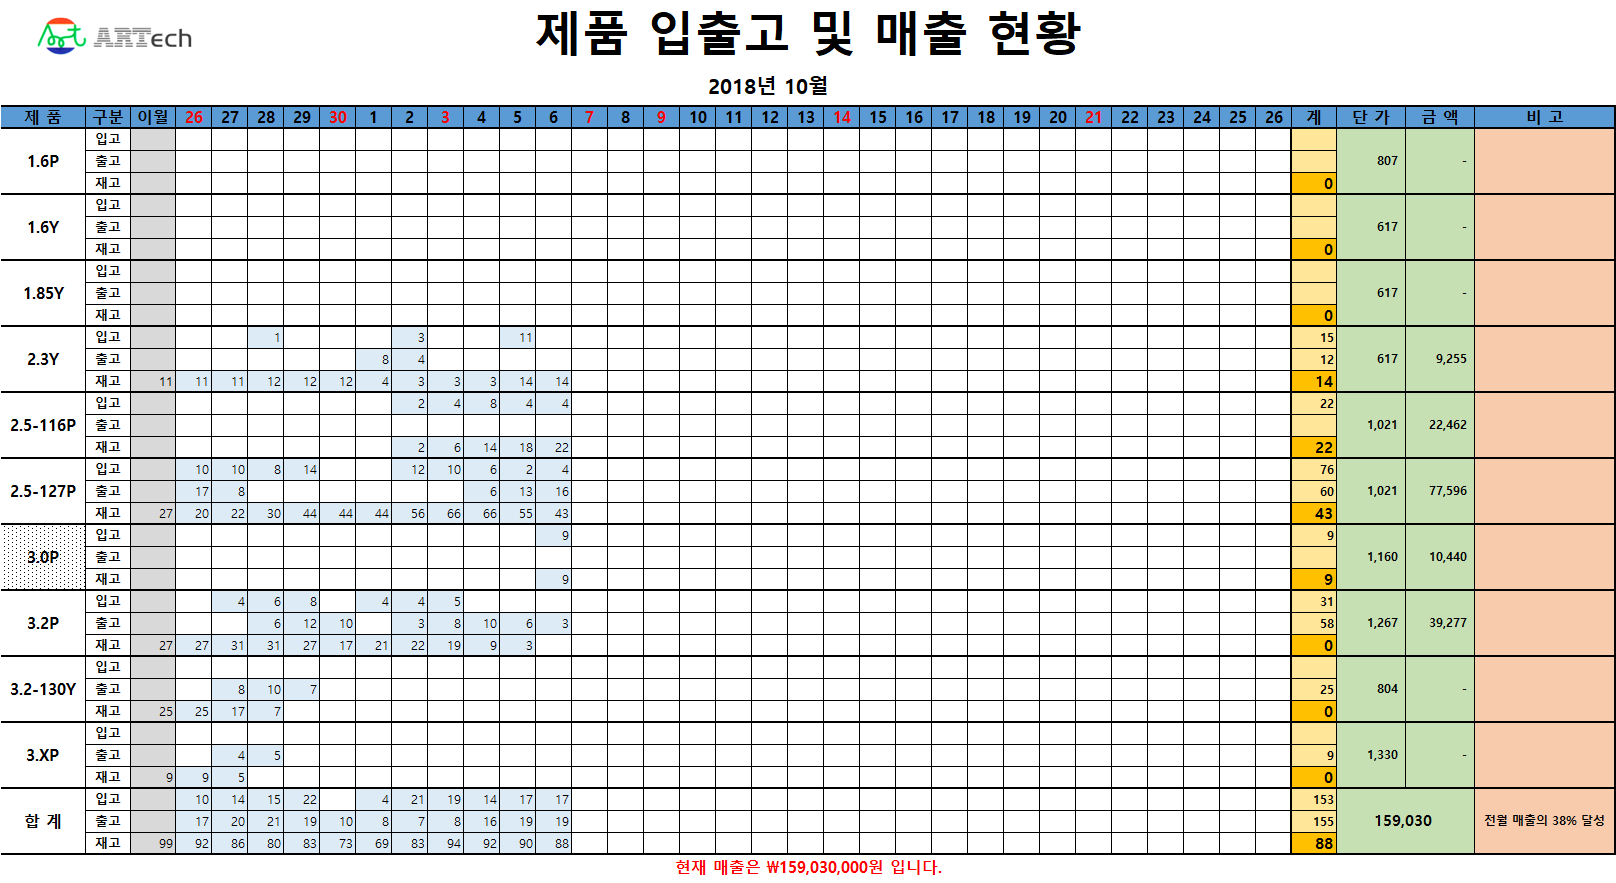 Art ARTech
제품 입출고 및 매출 현황
2018년 10월
제 품 구분 이월 26 27 28 29 30 1 2 3 4 5 6 7 8 9 10 11 12 13 14 15 16 17 18 19 20 21 22 23 24 25 26 계 단 가 금 액 비 고
입고
1.6P 출고 807 -
재고 0
입고
1.6Y 출고 617 -
재고 0
입고
1.85Y 출고 617 -
재고 0
입고 1 3 11 15
2.3Y 출고 8 4 12 617 9,255
재고 11 11 11 12 12 12 4 3 3 3 14 14 14
입고 2 4 8 4 4 22
2.5-116P 출고 1,021 22,462
재고 2 6 14 18 22 22
입고 10 10 8 14 12 10 6 2 4 76
2.5-127P 출고 17 8 6 13 16 60 1,021 77,596
재고 27 20 22 30 44 44 44 56 66 66 55 43 43
입고 9 9
3.0P 출고 1,160 10,440
재고 9 9
입고 4 6 8 4 4 5 31
3.2P 출고 6 12 10 3 8 10 6 3 58 1,267 39,277
재고 27 27 31 31 27 17 21 22 19 9 3 0
입고
3.2-130Y 출고 8 10 7 25 804 -
재고 25 25 17 7 0
입고
3.XP 출고 4 5 9 1,330 -
재고 9 9 5 0
입고 10 14 15 22 4 21 19 14 17 17 153
합 계 출고 17 20 21 19 10 8 7 8 16 19 19 155 159,030 전월 매출의 38% 달성
재고 99 92 86 80 83 73 69 83 94 92 90 88 88
현재 매출은 ₩159,030,000원 입니다.